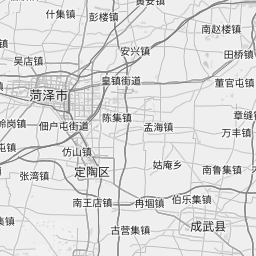 黄安镇
什集镇
彭楼镇
南赵楼镇
安兴镇
田桥镇
吴店镇
皇镇街道
董官屯镇
菏泽市
陈集镇
章缝
佃户屯街道
孟海镇
万丰镇
岭岗镇
仿山镇
姑庵乡
南鲁集镇
张湾镇
定陶区
伯乐集镇
南王店镇
冉堌镇
成武县
古营集镇
集镇
屯镇